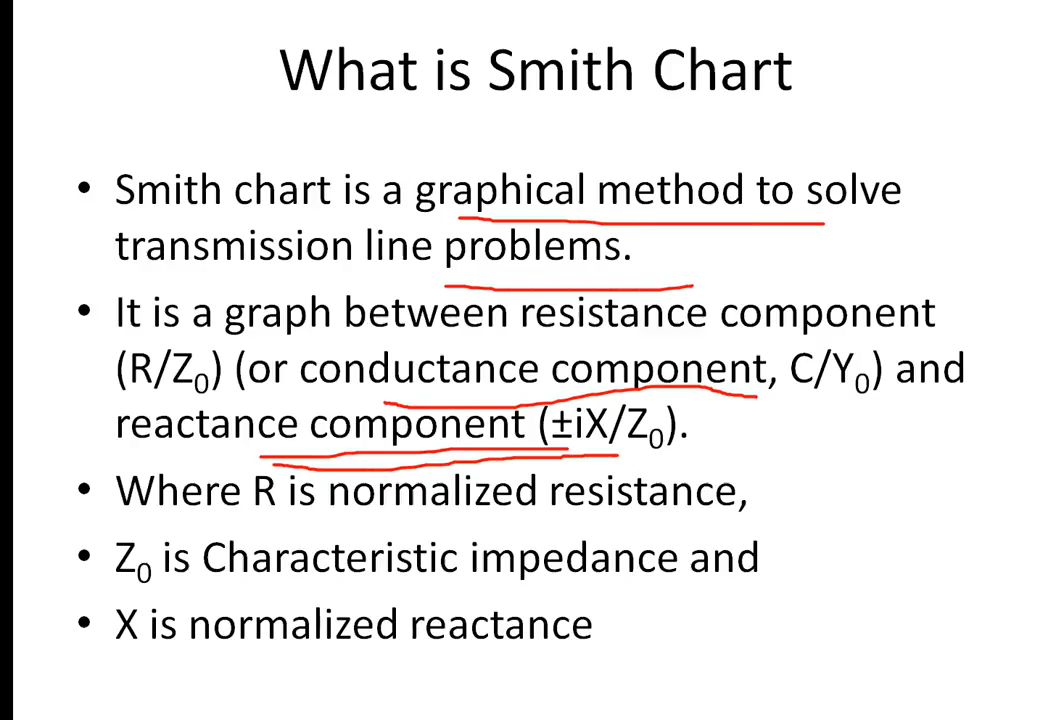 What is Smith Chart
• Smith chart is a graphical method to solve
transmission line problems.
• It is a graph between resistance component
(R/Z₀) (or conductance component, C/Y₀) and
reactance component (±iX/Z₀).
• Where R is normalized resistance,
• Z₀ is Characteristic impedance and
• X is normalized reactance